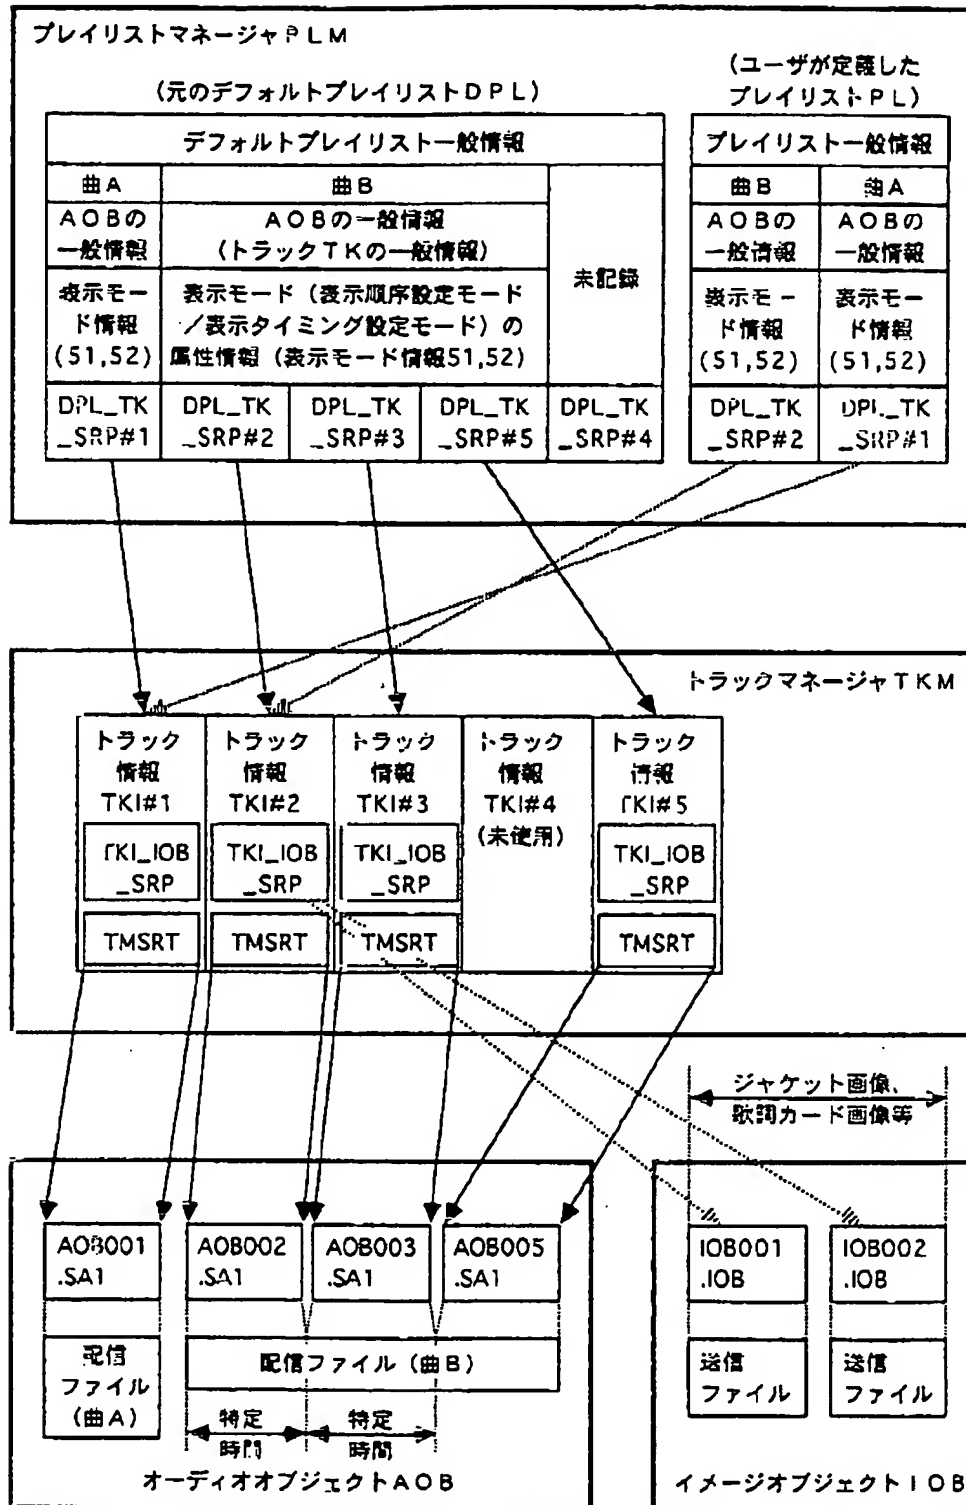 プレイリストマネージャPLM
(元のデフォルトプレイリストDPL)
(ユーザが定義した
プレイリストPL)
デフォルトプレイリスト一般情報
曲A
曲B
AOBの
一般情報
AOBの一般情報
(トラックTKの一般情報)
未記録
表示モー
ド情報
(51,52)
表示モード(表示順序設定モード
/表示タイミング設定モード)の
属性情報(表示モード情報51,52)
DPL_TK
_SRP#1
DPL_TK
_SRP#2
DPL_TK
_SRP#3
DPL_TK
_SRP#5
DPL_TK
_SRP#4
プレイリスト一般情報
曲B
曲A
AOBの
一般情報
AOBの
一般情報
表示モー
ド情報
(51,52)
表示モー
ド情報
(51,52)
DPL_TK
_SRP#2
DPL_TK
_SRP#1
トラックマネージャTKM
トラック
情報
TKI#1
トラック
情報
TKI#2
トラック
情報
TKI#3
トラック
情報
TKI#4
(未使用)
トラック
情報
TKI#5
TKI_IOB
_SRP
TKI_IOB
_SRP
TKI_IOB
_SRP
TKI_IOB
_SRP
TMSRT
TMSRT
TMSRT
TMSRT
ジャケット画像、
歌詞カード画像等
AOB001
.SA1
AOB002
.SA1
AOB003
.SA1
AOB005
.SA1
IOB001
.IOB
IOB002
.IOB
配信
ファイル
(曲A)
配信ファイル(曲B)
送信
ファイル
送信
ファイル
特定
時間
特定
時間
オーディオオブジェクトAOB
イメージオブジェクトIOB